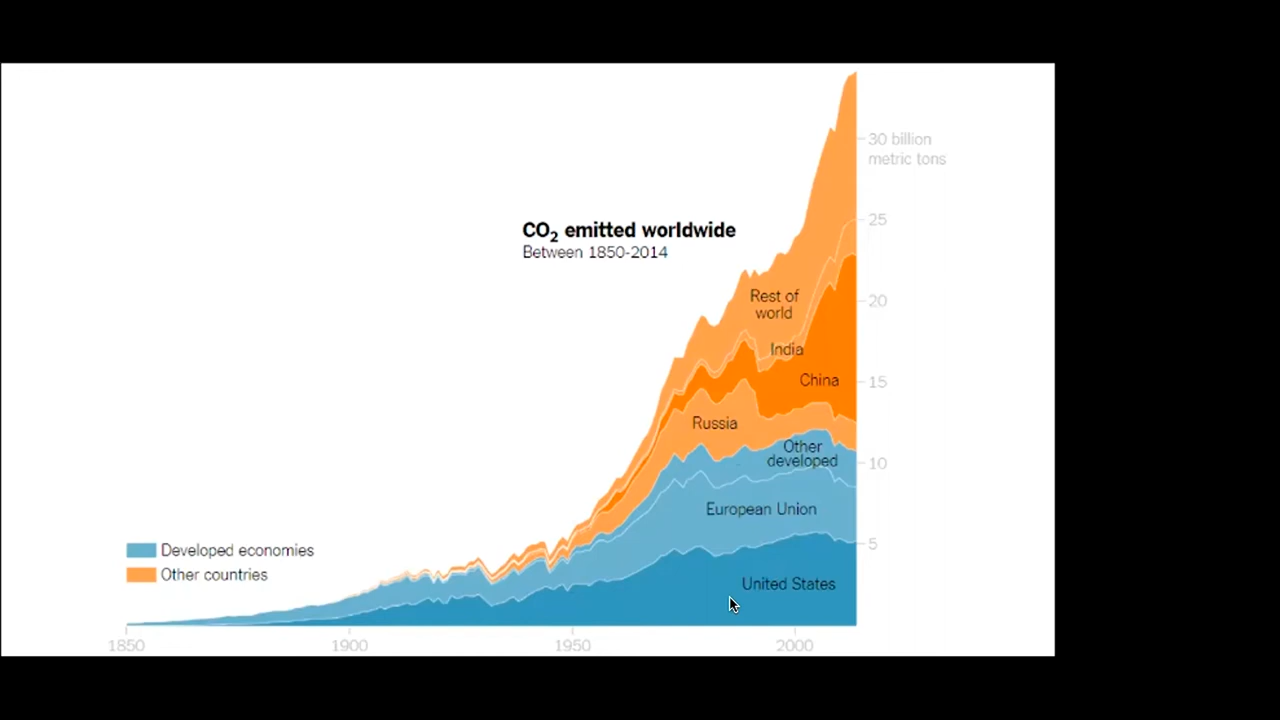 30 billion
metric tons
CO₂ emitted worldwide
Between 1850-2014
25
Rest of
world
20
India
China
15
Russia
Other
developed
10
European Union
5
Developed economies
Other countries
United States
1850
1900
1950
2000